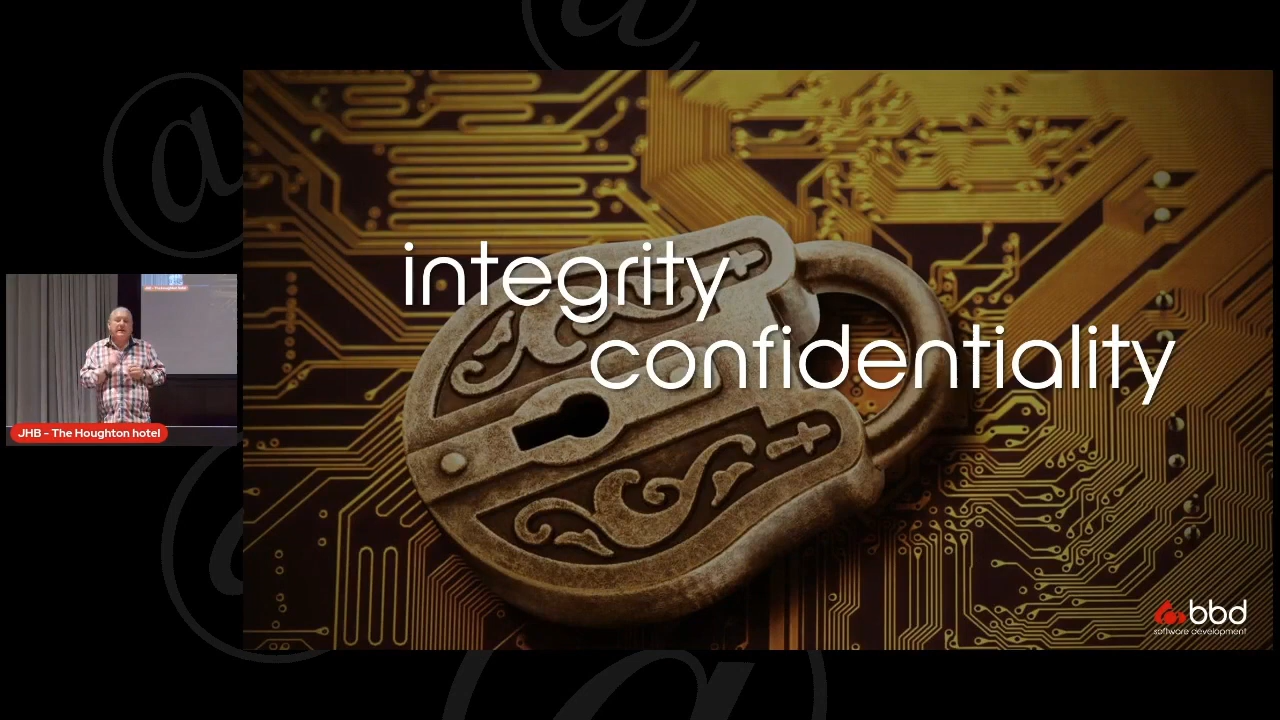 integrity
confidentiality
JHB - The Houghton hotel
bbd
software development